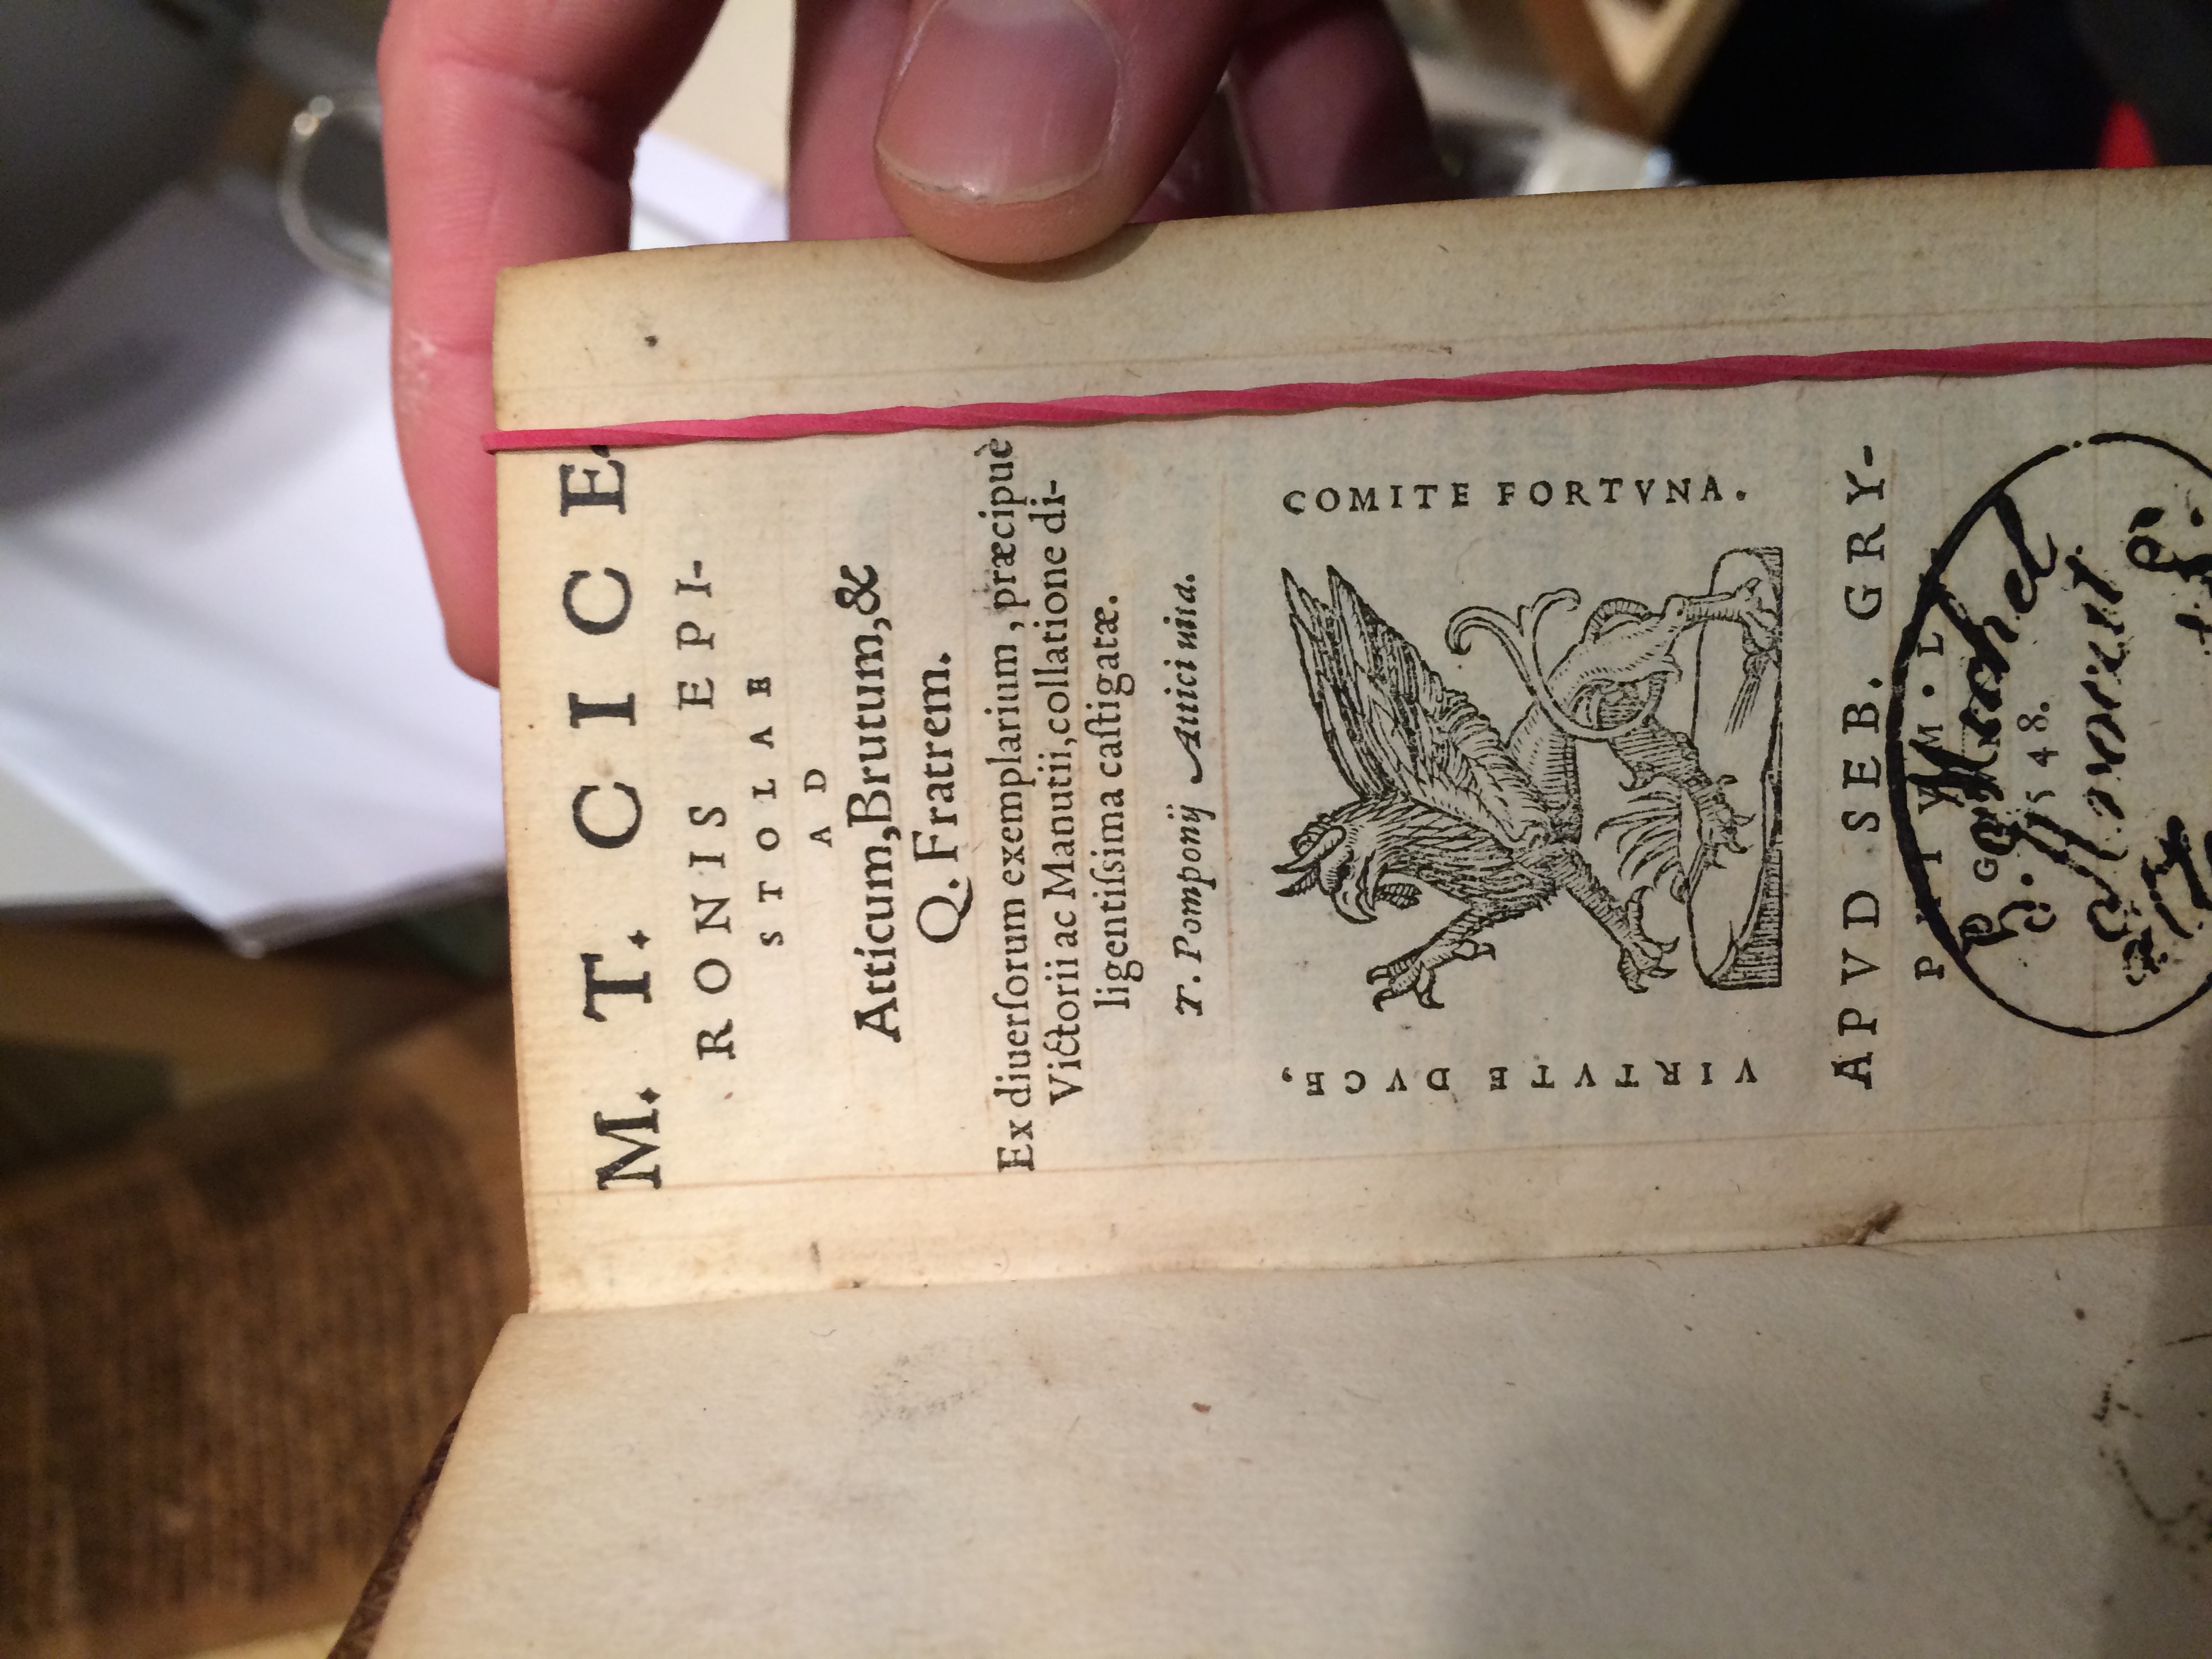 M. T. CICE-
RONIS EPI-
STOLAE
AD
Atticum, Brutum, &
Q. Fratrem.
Ex diuerſorum exemplarium, præcipuè
Victorii ac Manutii, collatione di-
ligentiſsima caſtigatæ.
T. Pomponij Attici uita.
VIRTVTE DVCE,
COMITE FORTVNA.
APVD SEB. GRY-
1548.